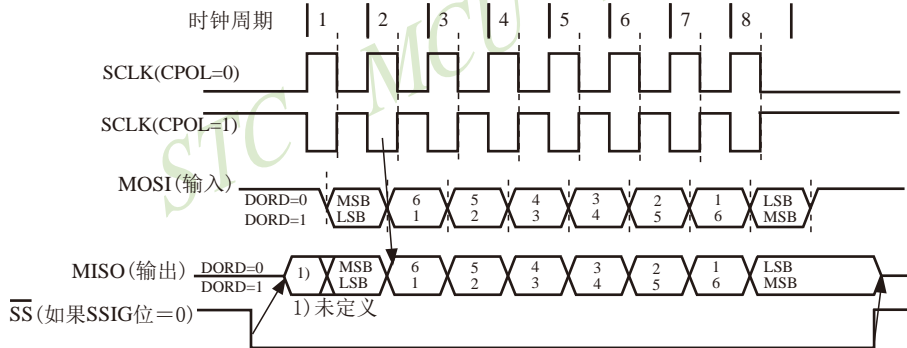 时钟周期 1 2 3 4 5 6 7 8
SCLK(CPOL=0)
SCLK(CPOL=1)
STC MCU
MOSI(输入) DORD=0 MSB 6 5 4 3 2 1 LSB
DORD=1 LSB 1 2 3 4 5 6 MSB
MISO(输出) DORD=0 1) MSB 6 5 4 3 2 1 LSB
DORD=1 LSB 1 2 3 4 5 6 MSB
1)未定义
SS(如果SSIG位=0)